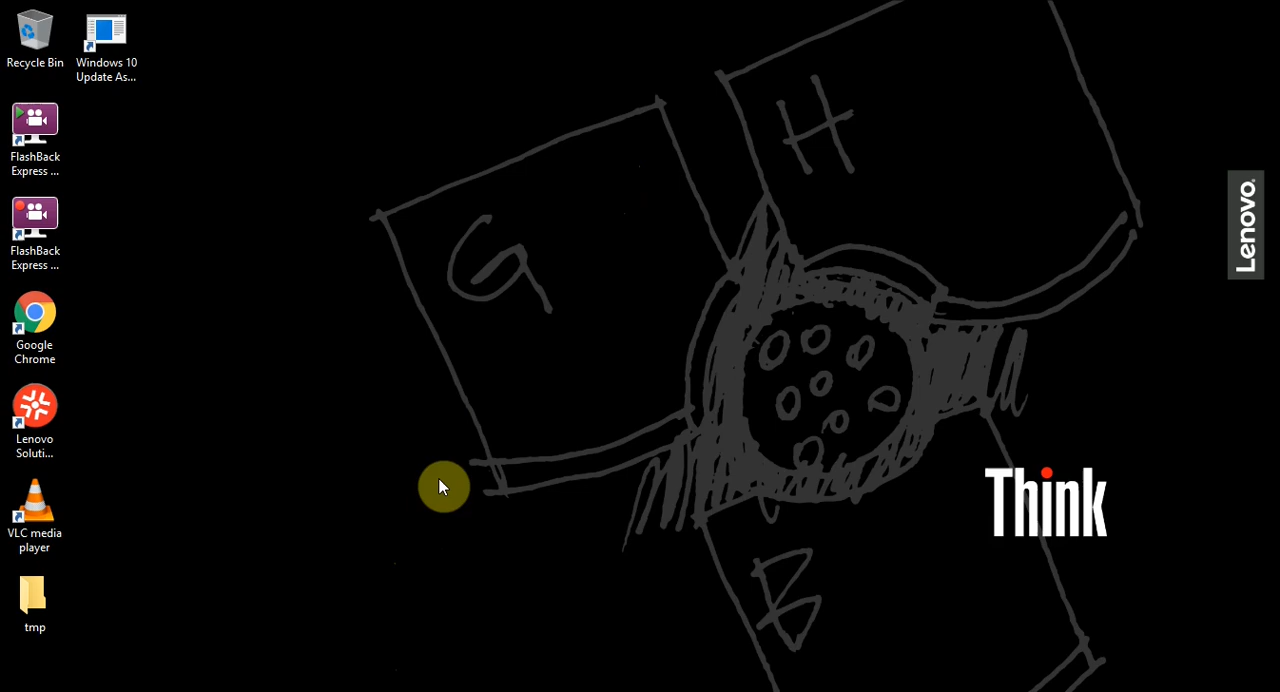 Recycle Bin
Windows 10
Update As...
FlashBack
Express ...
FlashBack
Express ...
Google
Chrome
Lenovo
Soluti...
VLC media
player
tmp
H
G
B
Lenovo
Think